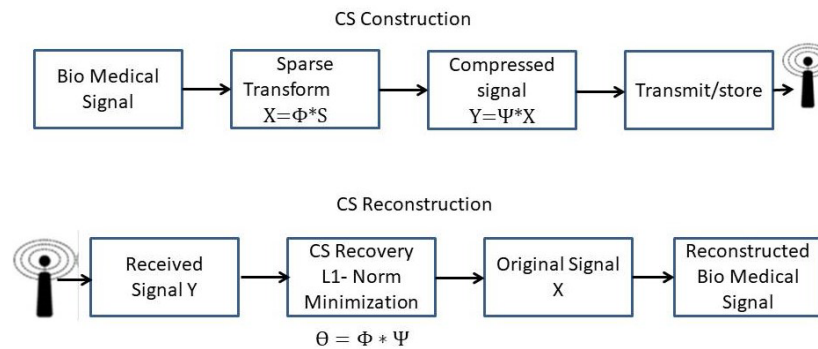 CS Construction
Bio Medical
Signal
Sparse
Transform
X=Φ*S
Compressed
signal
Y=Ψ*X
Transmit/store
CS Reconstruction
Received
Signal Y
CS Recovery
L1- Norm
Minimization
Original Signal
X
Reconstructed
Bio Medical
Signal
Θ = Φ ∗ Ψ